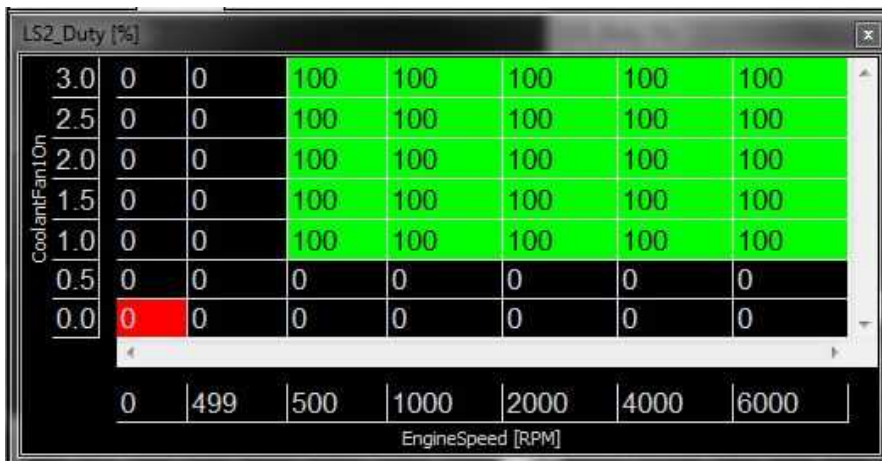 LS2_Duty [%]
3.0 0 0 100 100 100 100 100
2.5 0 0 100 100 100 100 100
2.0 0 0 100 100 100 100 100
1.5 0 0 100 100 100 100 100
1.0 0 0 100 100 100 100 100
0.5 0 0 0 0 0 0 0
0.0 0 0 0 0 0 0 0
CoolantFan1On
0 499 500 1000 2000 4000 6000
EngineSpeed [RPM]